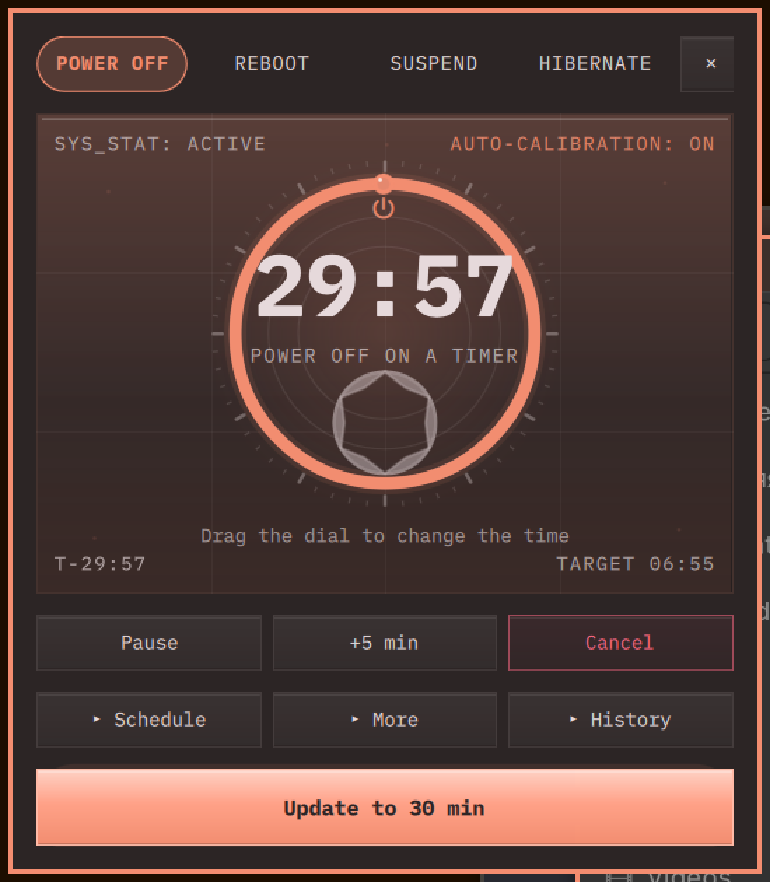 POWER OFF REBOOT SUSPEND HIBERNATE ×
SYS_STAT: ACTIVE AUTO-CALIBRATION: ON
29:57
POWER OFF ON A TIMER
Drag the dial to change the time
T-29:57 TARGET 06:55
Pause +5 min Cancel
▸ Schedule ▸ More ▸ History
Update to 30 min